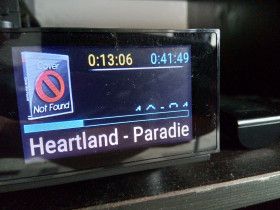 Cover
Not Found
0:13:06 0:41:49
Heartland - Paradie